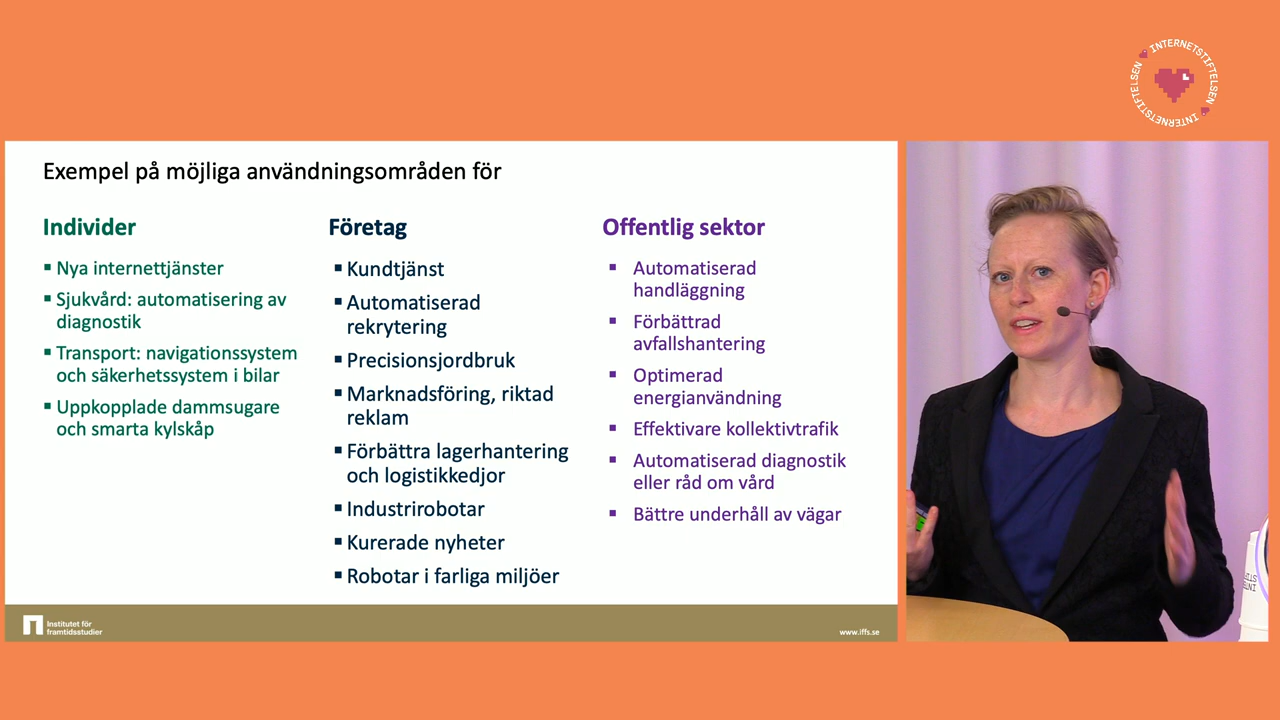 INTERNETSTIFTELSEN
INTERNETSTIFTELSEN
Exempel på möjliga användningsområden för
Individer
▪ Nya internettjänster
▪ Sjukvård: automatisering av
diagnostik
▪ Transport: navigationssystem
och säkerhetssystem i bilar
▪ Uppkopplade dammsugare
och smarta kylskåp
Företag
▪ Kundtjänst
▪ Automatiserad
rekrytering
▪ Precisionsjordbruk
▪ Marknadsföring, riktad
reklam
▪ Förbättra lagerhantering
och logistikkedjor
▪ Industrirobotar
▪ Kurerade nyheter
▪ Robotar i farliga miljöer
Offentlig sektor
▪ Automatiserad
handläggning
▪ Förbättrad
avfallshantering
▪ Optimerad
energianvändning
▪ Effektivare kollektivtrafik
▪ Automatiserad diagnostik
eller råd om vård
▪ Bättre underhåll av vägar
Institutet för
framtidsstudier
www.iffs.se